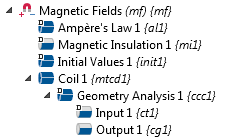 Magnetic Fields (mf) {mf}
Ampère's Law 1 {al1}
Magnetic Insulation 1 {mi1}
Initial Values 1 {init1}
Coil 1 {mtcd1}
Geometry Analysis 1 {ccc1}
Input 1 {ct1}
Output 1 {cg1}